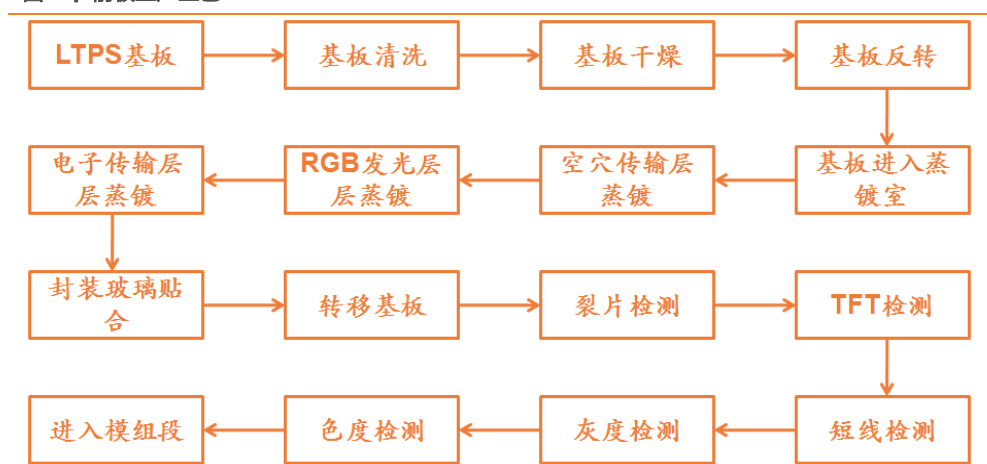 LTPS基板
基板清洗
基板干燥
基板反转
基板进入蒸
镀室
空穴传输层
蒸镀
RGB发光层
层蒸镀
电子传输层
层蒸镀
封装玻璃贴
合
转移基板
裂片检测
TFT检测
短线检测
灰度检测
色度检测
进入模组段